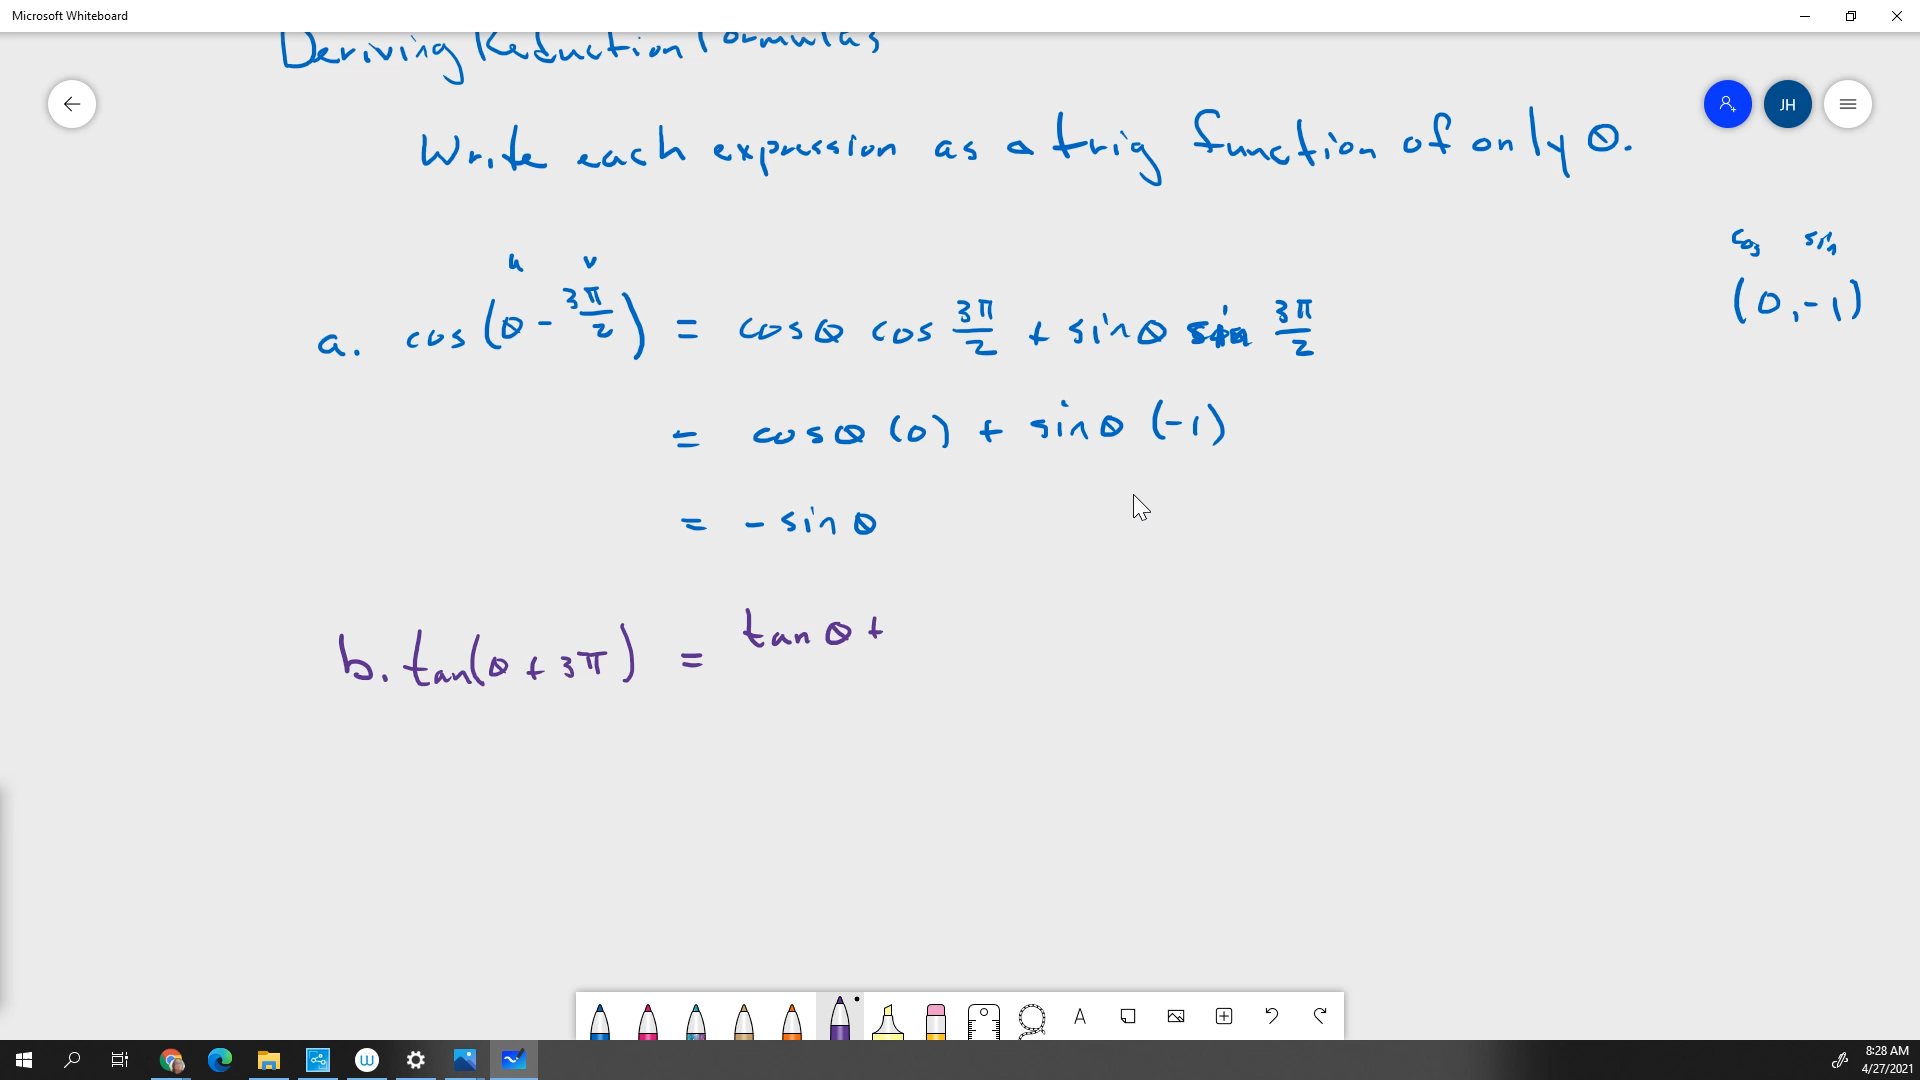 Microsoft Whiteboard
Deriving Reduction Formulas
JH
Write each expression as a trig function of only θ.
cos sin
(0,-1)
u v
a. cos(θ - 3π/2) = cosθ cos 3π/2 + sinθ sin 3π/2
= cosθ (0) + sinθ (-1)
= - sinθ
b. tan(θ + 3π) = tanθ +
A
W
8:28 AM
4/27/2021